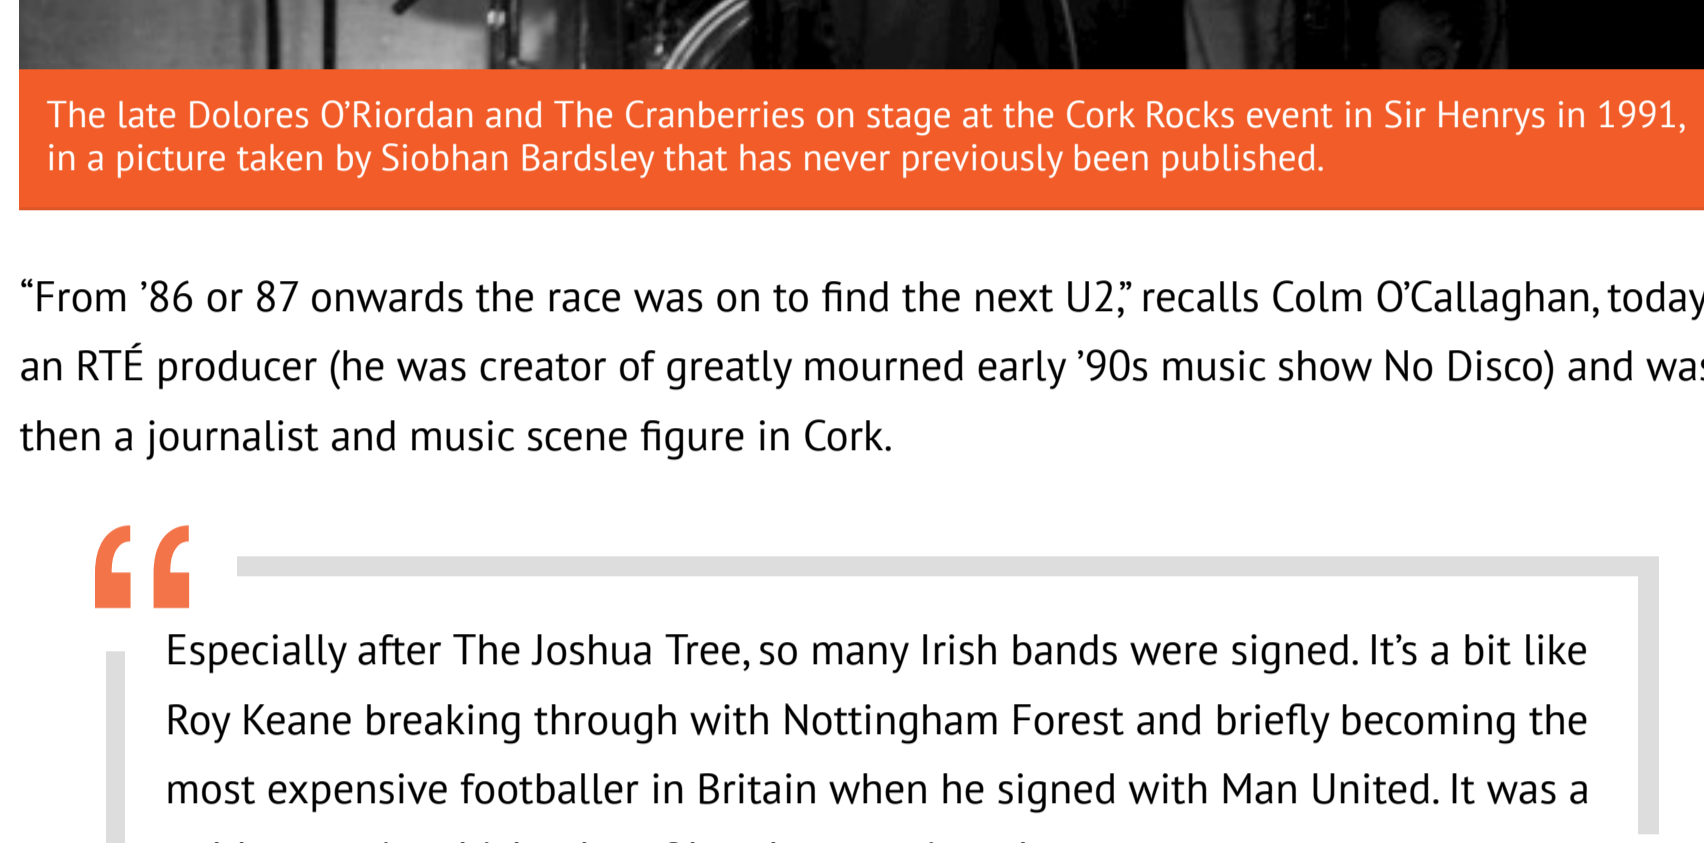 The late Dolores O’Riordan and The Cranberries on stage at the Cork Rocks event in Sir Henrys in 1991,
in a picture taken by Siobhan Bardsley that has never previously been published.
“From ’86 or 87 onwards the race was on to find the next U2,” recalls Colm O’Callaghan, today
an RTÉ producer (he was creator of greatly mourned early ’90s music show No Disco) and was
then a journalist and music scene figure in Cork.
“
Especially after The Joshua Tree, so many Irish bands were signed. It’s a bit like
Roy Keane breaking through with Nottingham Forest and briefly becoming the
most expensive footballer in Britain when he signed with Man United. It was a